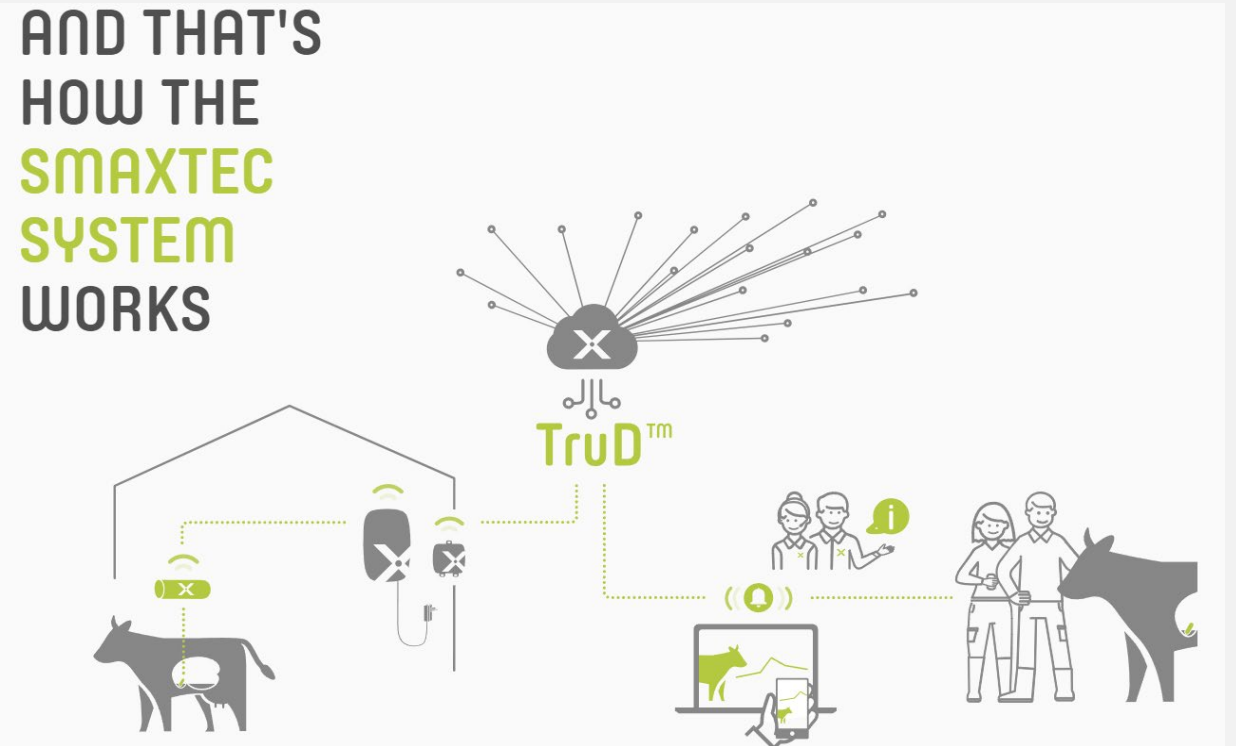 AND THAT'S
HOW THE
SMAXTEC
SYSTEM
WORKS
TruD™
i